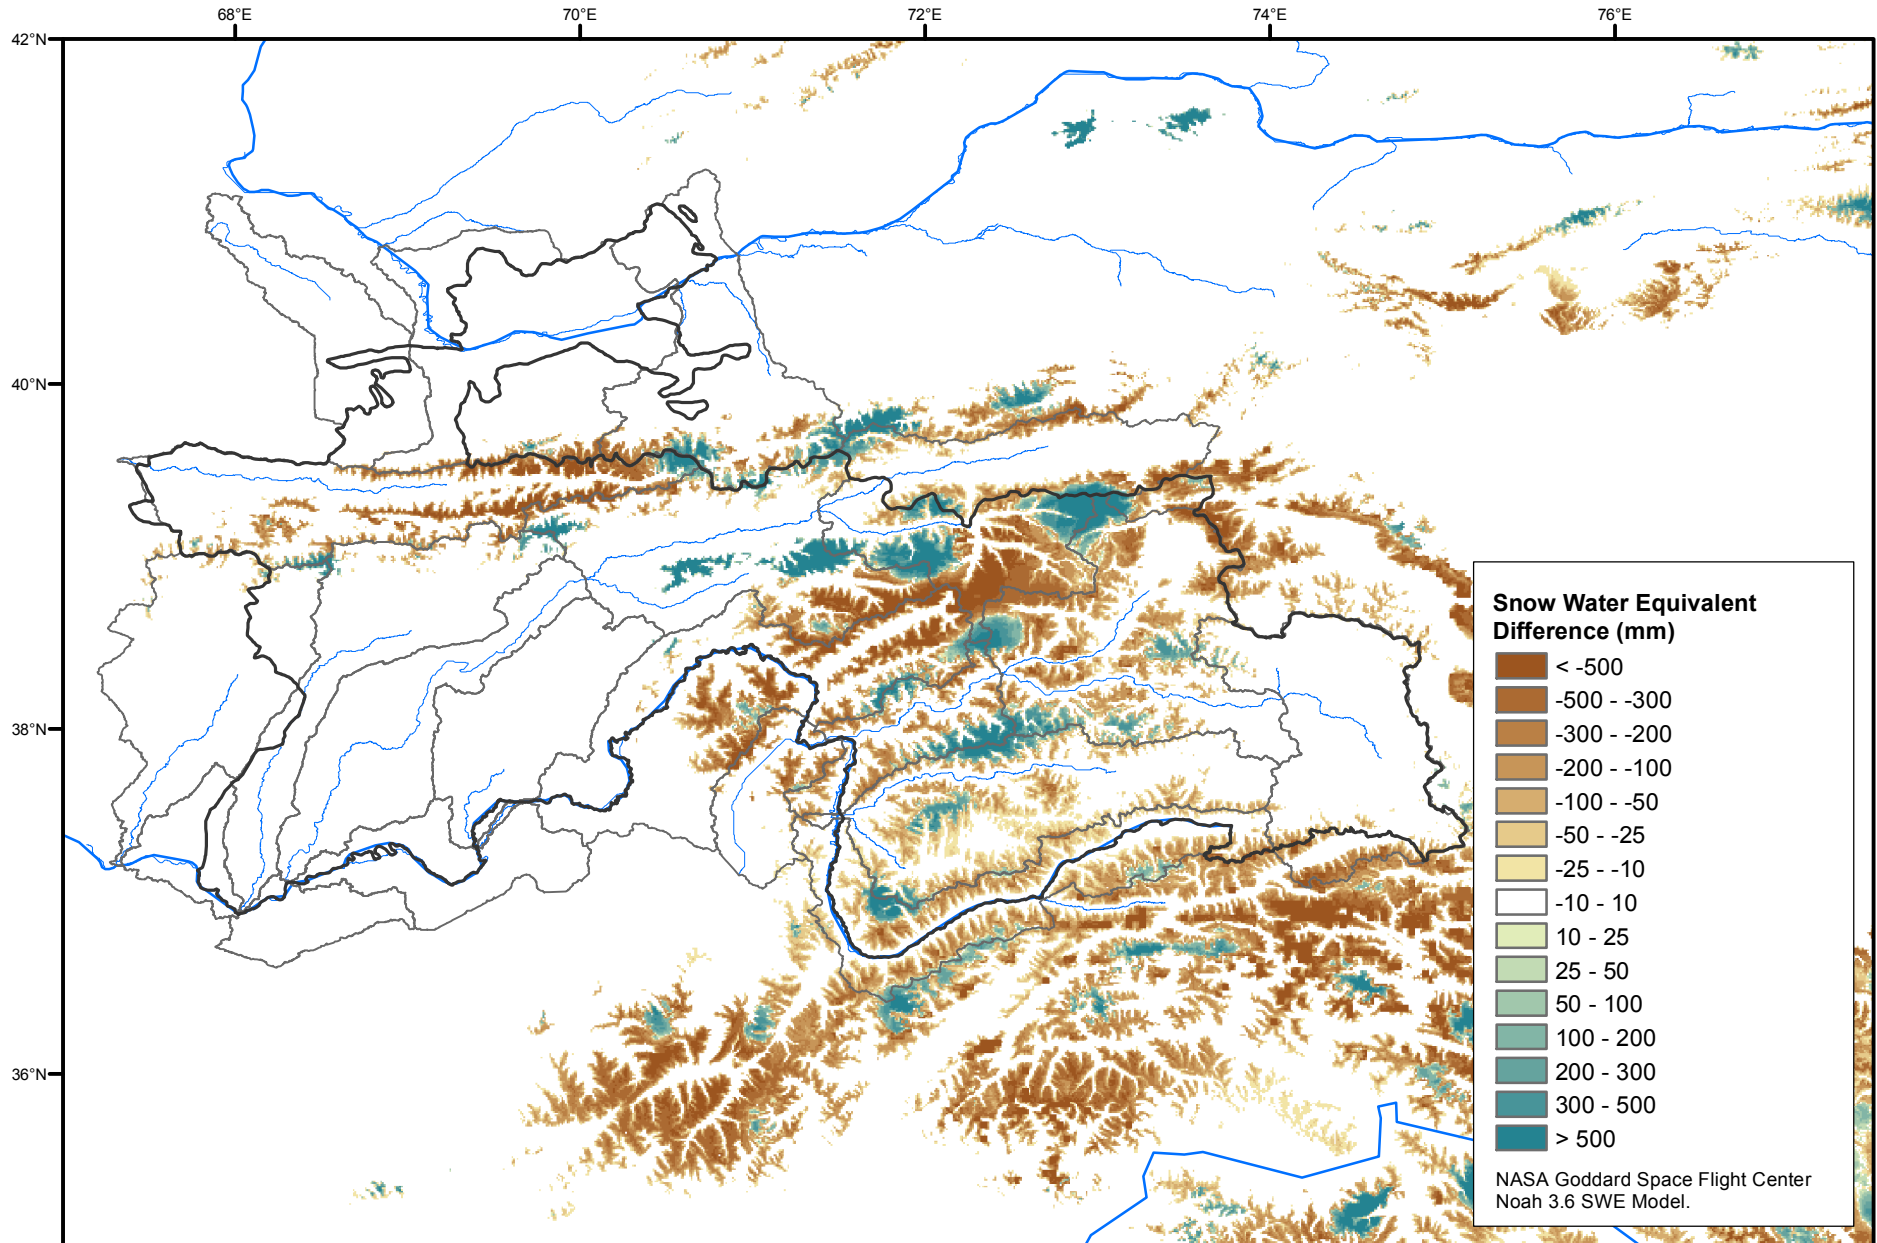 68°E 70°E 72°E 74°E 76°E
42°N
40°N
38°N
36°N
Snow Water Equivalent
Difference (mm)
< -500
-500 - -300
-300 - -200
-200 - -100
-100 - -50
-50 - -25
-25 - -10
-10 - 10
10 - 25
25 - 50
50 - 100
100 - 200
200 - 300
300 - 500
> 500
NASA Goddard Space Flight Center
Noah 3.6 SWE Model.